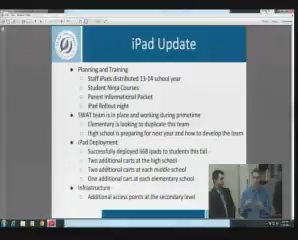 iPad Update
Planning and Training
Staff iPads distributed 13-14 school year
Student Ninja Courses
Parent Informational Packet
iPad Rollout night
SWAT team is in place and working during primetime
Elementary is looking to duplicate this team
High school is preparing for next year and how to develop the team
iPad Deployment
Successfully deployed 668 ipads to students this fall
Two additional carts at the high school
Two additional carts at each middle school
One additional cart at each elementary school
Infrastructure
Additional access points at the secondary level